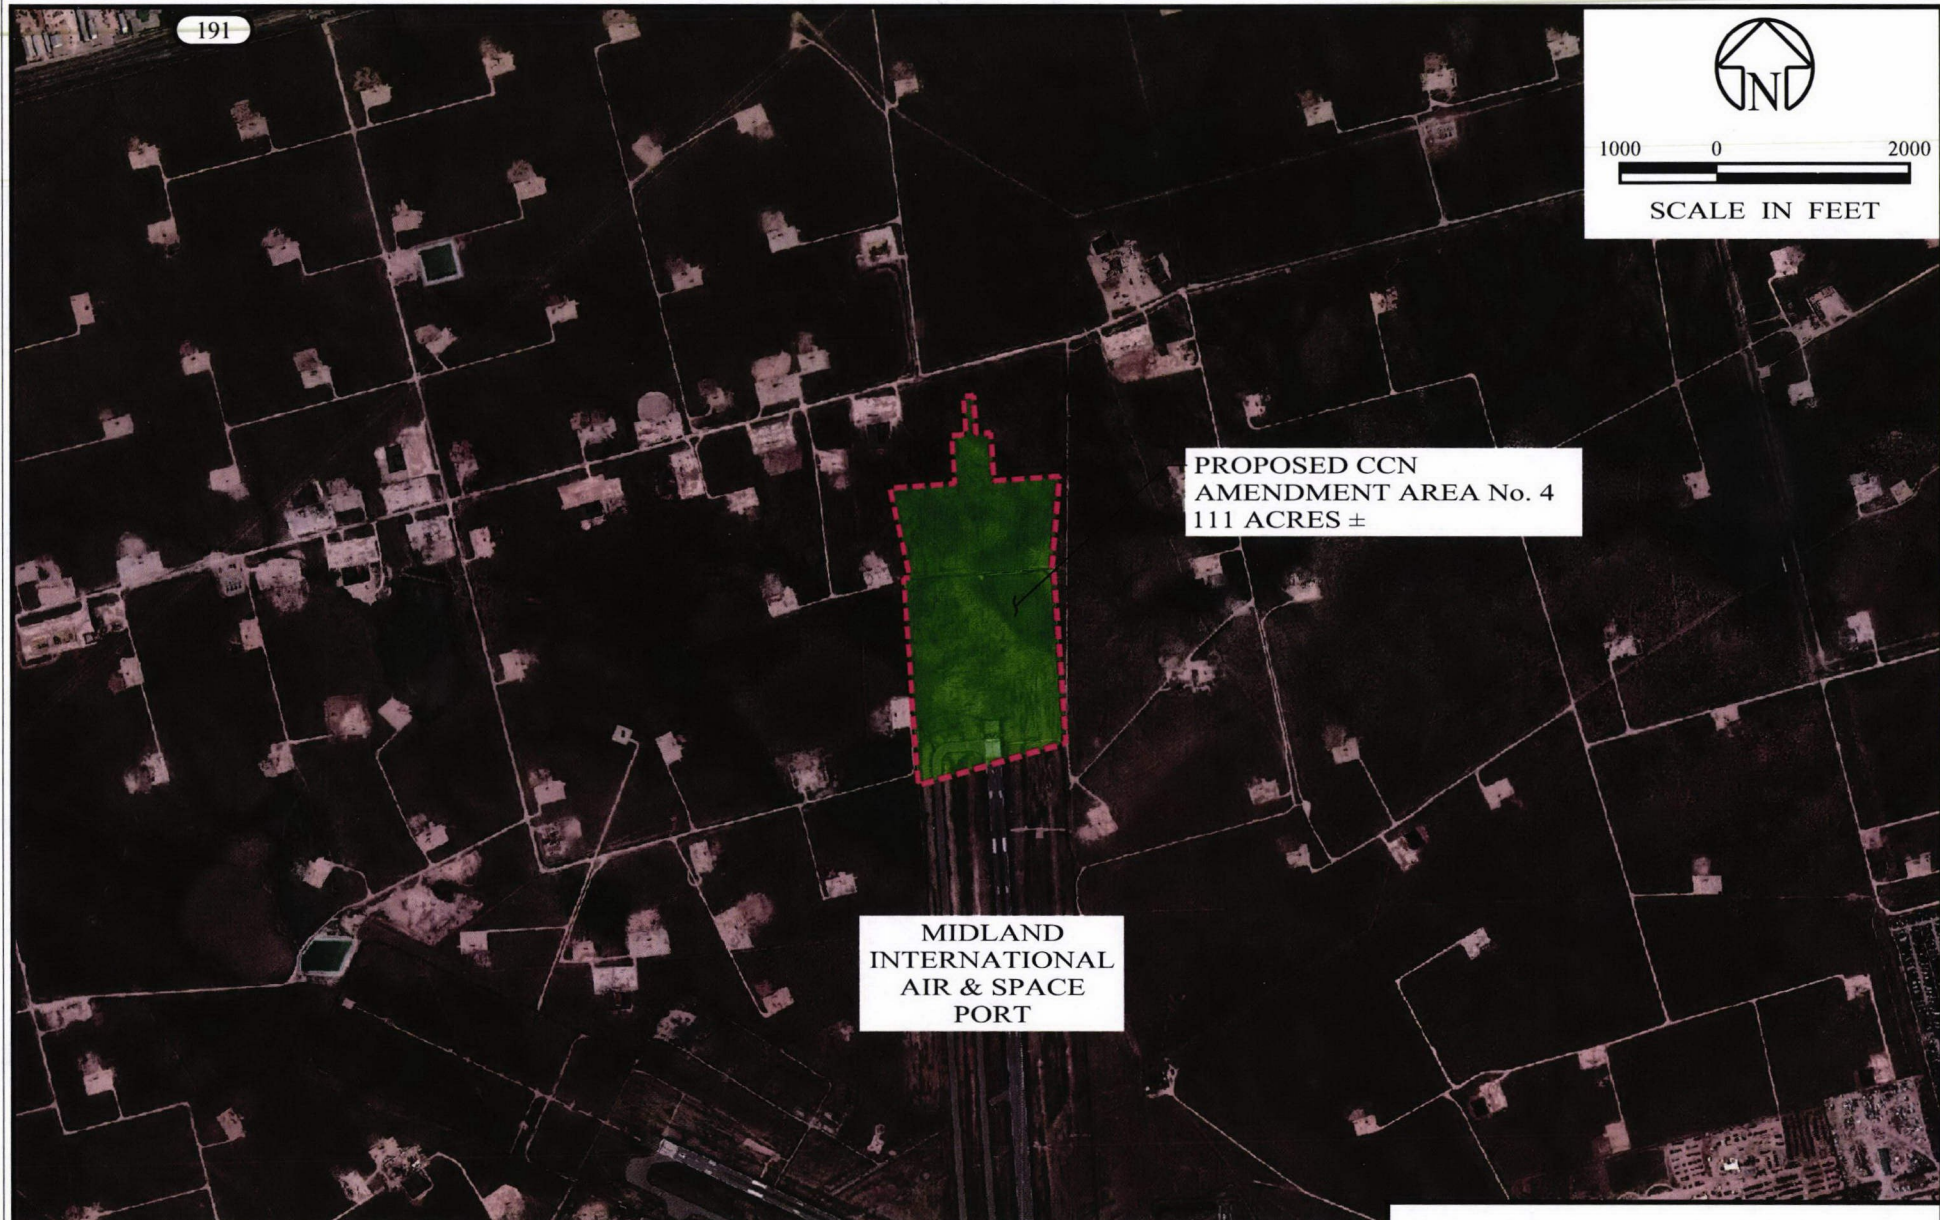 191
N
1000 0 2000
SCALE IN FEET
PROPOSED CCN
AMENDMENT AREA No. 4
111 ACRES ±
MIDLAND
INTERNATIONAL
AIR & SPACE
PORT